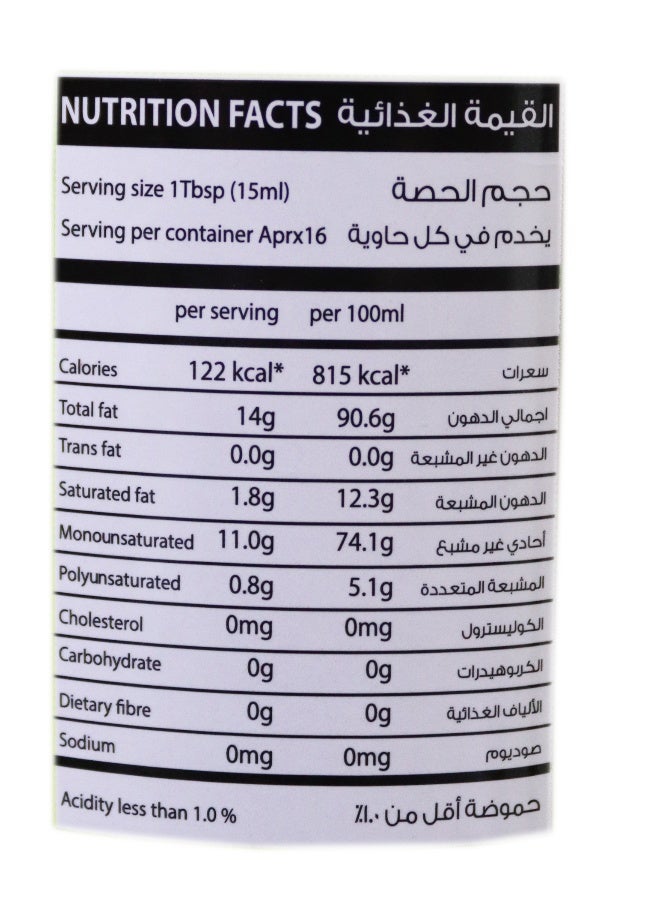 NUTRITION FACTS القيمة الغذائية
Serving size 1Tbsp (15ml) حجم الحصة
Serving per container Aprx16 يخدم في كل حاوية
per serving per 100ml
Calories 122 kcal* 815 kcal* سعرات
Total fat 14g 90.6g اجمالي الدهون
Trans fat 0.0g 0.0g الدهون غير المشبعة
Saturated fat 1.8g 12.3g الدهون المشبعة
Monounsaturated 11.0g 74.1g أحادي غير مشبع
Polyunsaturated 0.8g 5.1g المشبعة المتعددة
Cholesterol 0mg 0mg الكوليسترول
Carbohydrate 0g 0g الكربوهيدرات
Dietary fibre 0g 0g الألياف الغذائية
Sodium 0mg 0mg صوديوم
Acidity less than 1.0 % حموضة أقل من ١.٠٪